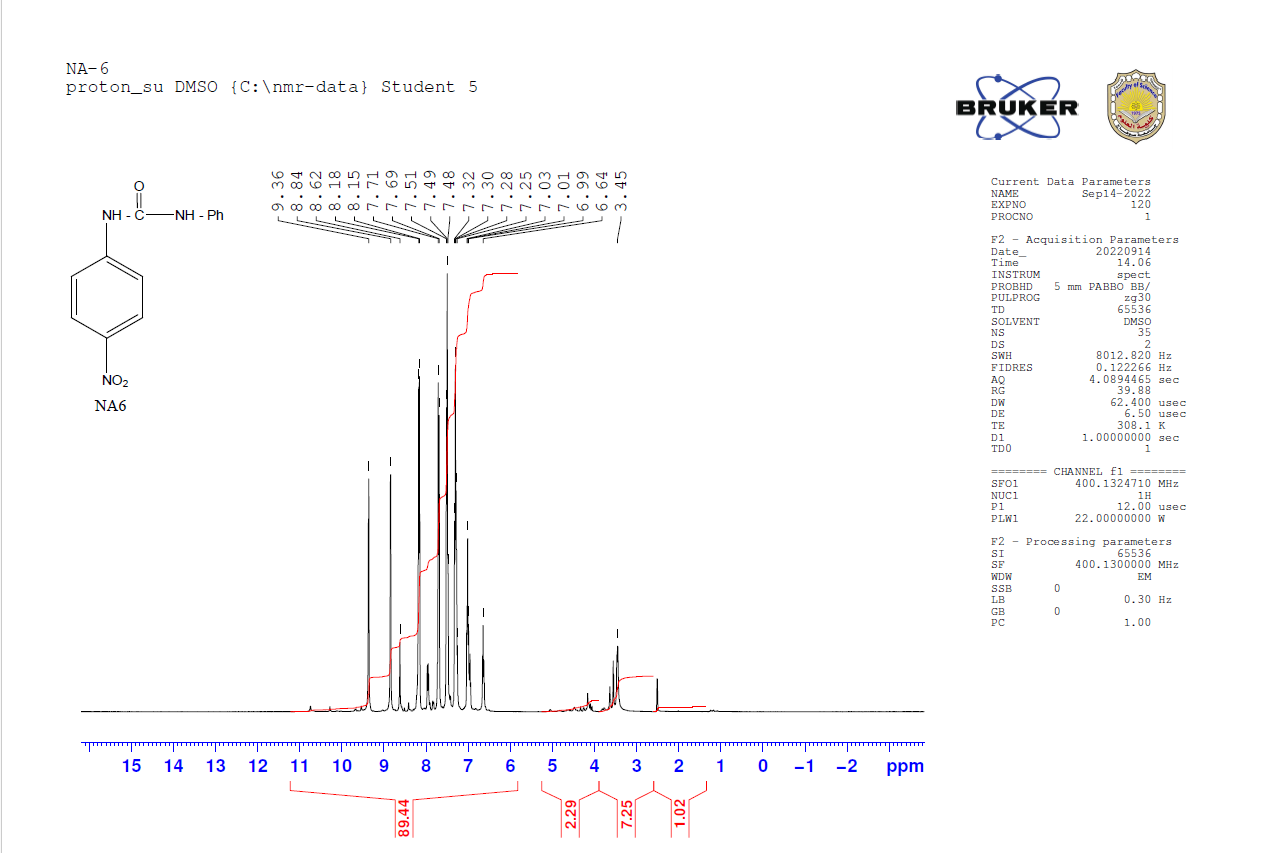 NA-6
proton_su DMSO {C:\nmr-data} Student 5
BRUKER
O
NH - C — NH - Ph
NO2
NA6
9.36
8.84
8.62
8.18
8.15
7.71
7.69
7.51
7.49
7.48
7.32
7.30
7.28
7.25
7.03
7.01
6.99
6.64
3.45
Current Data Parameters
NAME Sep14-2022
EXPNO 120
PROCNO 1
F2 - Acquisition Parameters
Date_ 20220914
Time 14.06
INSTRUM spect
PROBHD 5 mm PABBO BB/
PULPROG zg30
TD 65536
SOLVENT DMSO
NS 35
DS 2
SWH 8012.820 Hz
FIDRES 0.122266 Hz
AQ 4.0894465 sec
RG 39.88
DW 62.400 usec
DE 6.50 usec
TE 308.1 K
D1 1.00000000 sec
TD0 1
======== CHANNEL f1 ========
SFO1 400.1324710 MHz
NUC1 1H
P1 12.00 usec
PLW1 22.00000000 W
F2 - Processing parameters
SI 65536
SF 400.1300000 MHz
WDW EM
SSB 0
LB 0.30 Hz
GB 0
PC 1.00
15 14 13 12 11 10 9 8 7 6 5 4 3 2 1 0 −1 −2 ppm
89.44
2.29
7.25
1.02